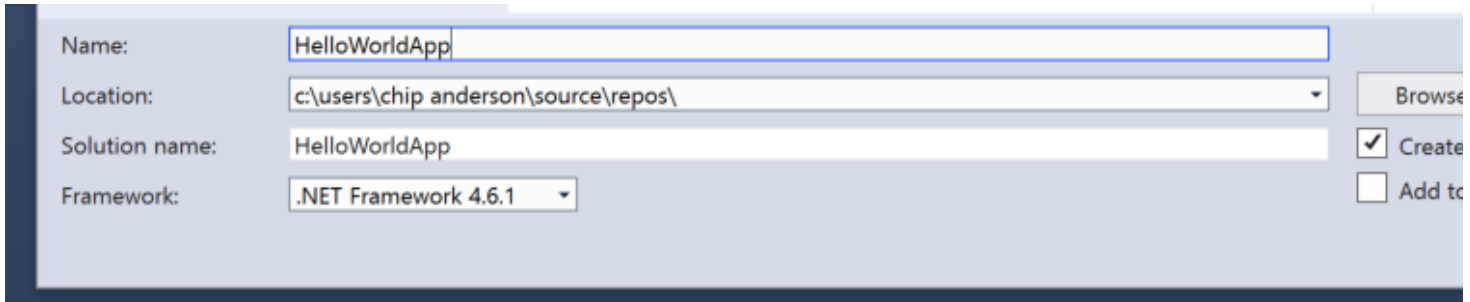 Name: HelloWorldApp
Location: c:\users\chip anderson\source\repos\ Browse
Solution name: HelloWorldApp Create
Framework: .NET Framework 4.6.1 Add to